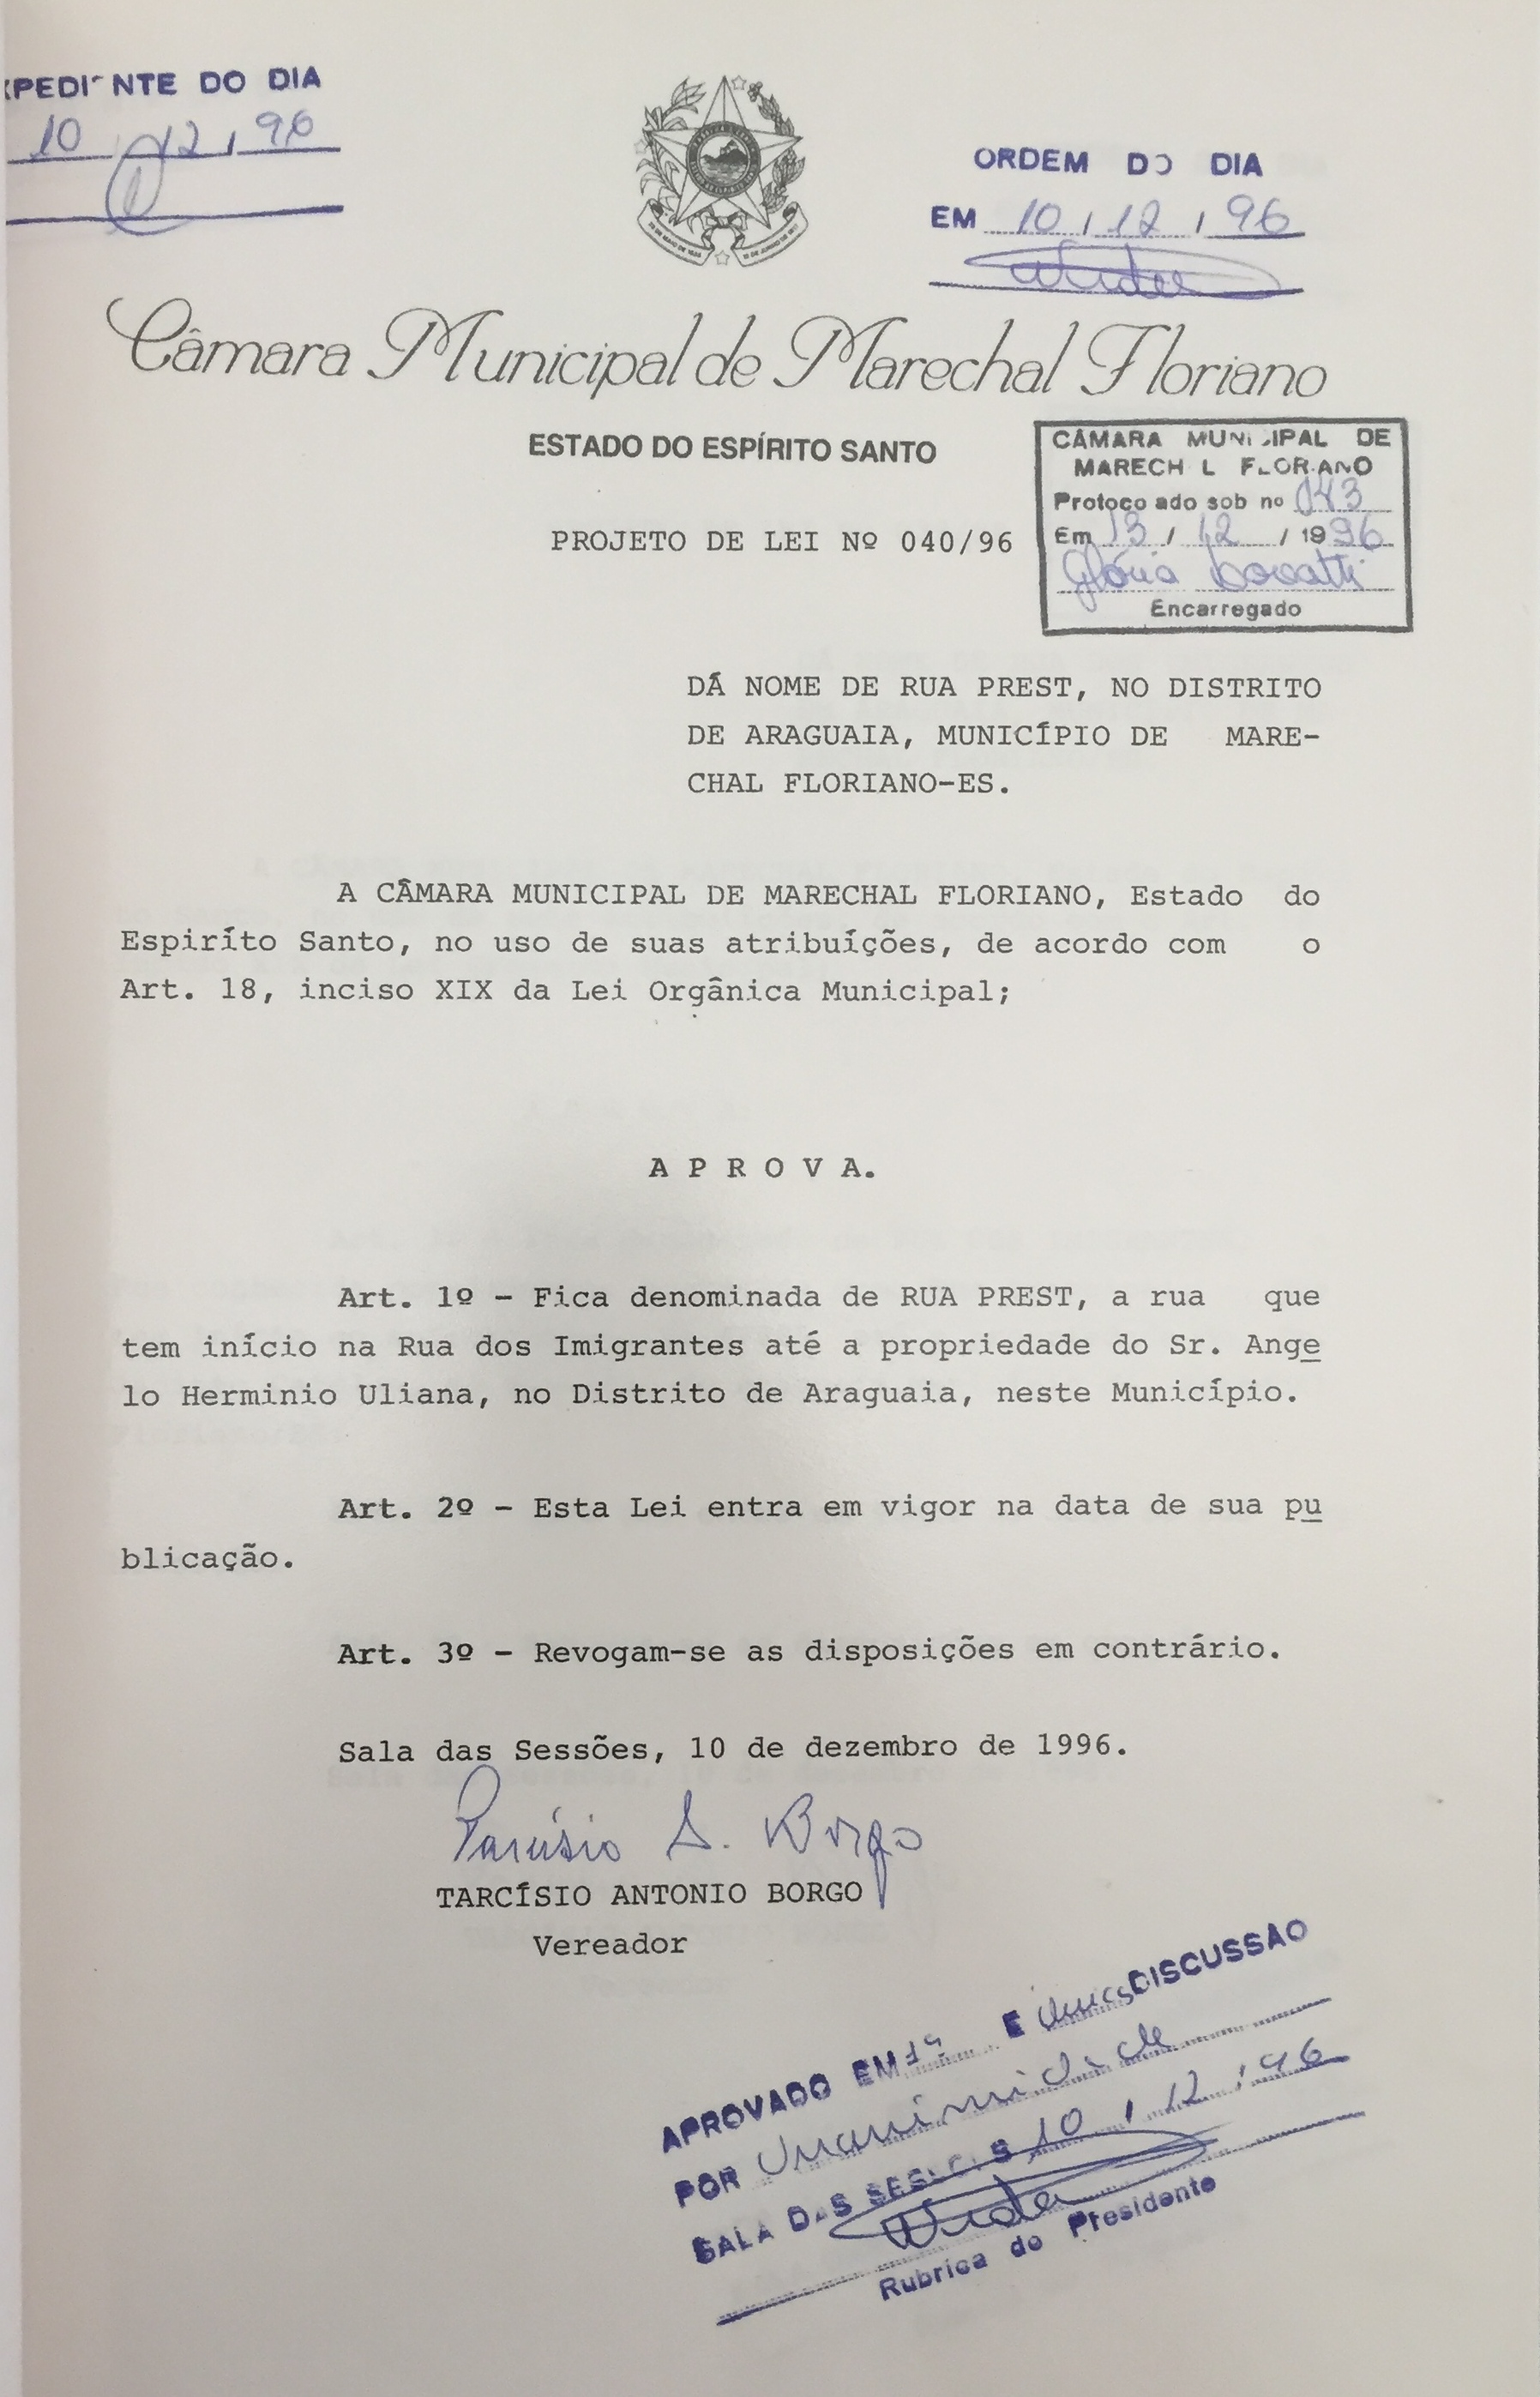 EXPEDIENTE DO DIA
10 / 12 / 96
ORDEM DO DIA
EM 10 / 12 / 96
Câmara Municipal de Marechal Floriano
ESTADO DO ESPÍRITO SANTO
CÂMARA MUNICIPAL DE
MARECHAL FLORIANO
Protocolado sob nº 043
Em 13 / 12 / 1996
Glória Lovatti
Encarregado
PROJETO DE LEI Nº 040/96
DÁ NOME DE RUA PREST, NO DISTRITO
DE ARAGUAIA, MUNICÍPIO DE MARE-
CHAL FLORIANO-ES.
A CÂMARA MUNICIPAL DE MARECHAL FLORIANO, Estado do
Espiríto Santo, no uso de suas atribuíções, de acordo com o
Art. 18, inciso XIX da Lei Orgânica Municipal;
A P R O V A.
Art. 1º - Fica denominada de RUA PREST, a rua que
tem início na Rua dos Imigrantes até a propriedade do Sr. Ange
lo Herminio Uliana, no Distrito de Araguaia, neste Município.
Art. 2º - Esta Lei entra em vigor na data de sua pu
blicação.
Art. 3º - Revogam-se as disposições em contrário.
Sala das Sessões, 10 de dezembro de 1996.
Tarcísio A. Borgo
TARCÍSIO ANTONIO BORGO
Vereador
APROVADO EM 1ª E única DISCUSSÃO
POR Unanimidade
SALA DAS SESSÕES 10 / 12 / 96
Rubrica do Presidente